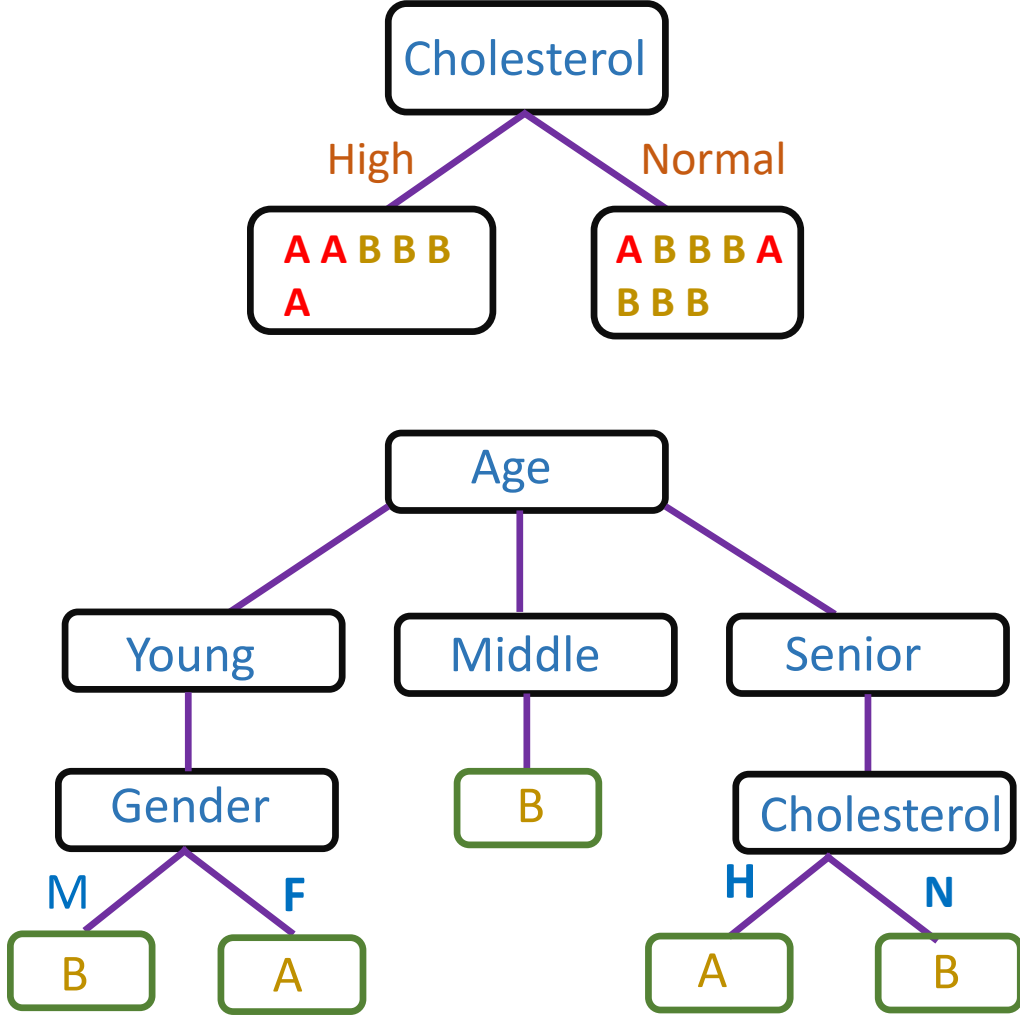 Cholesterol
High
Normal
A A B B B
A
A B B B A
B B B
Age
Young
Middle
Senior
Gender
B
Cholesterol
M
F
H
N
B
A
A
B